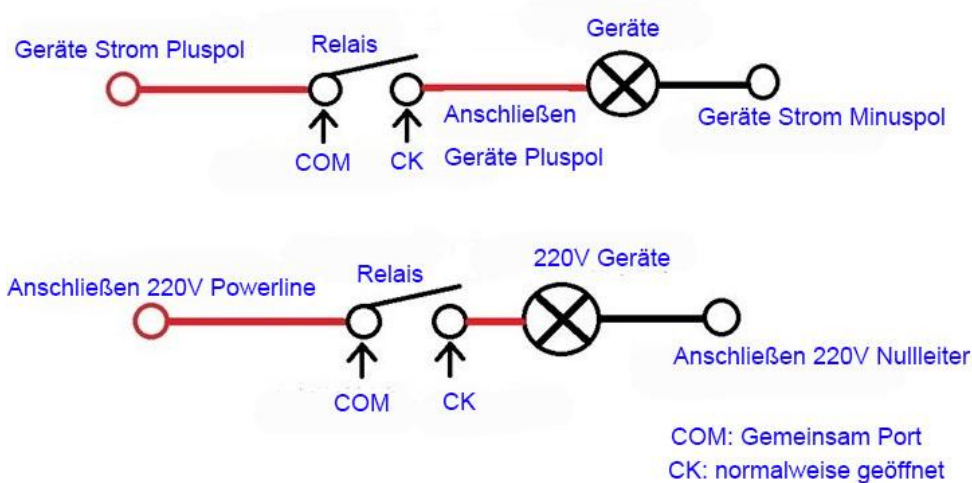 Geräte
Relais
Geräte Strom Pluspol
Anschließen
Geräte Strom Minuspol
COM
CK
Geräte Pluspol
220V Geräte
Relais
Anschließen 220V Powerline
Anschließen 220V Nullleiter
COM
CK
COM: Gemeinsam Port
CK: normalweise geöffnet